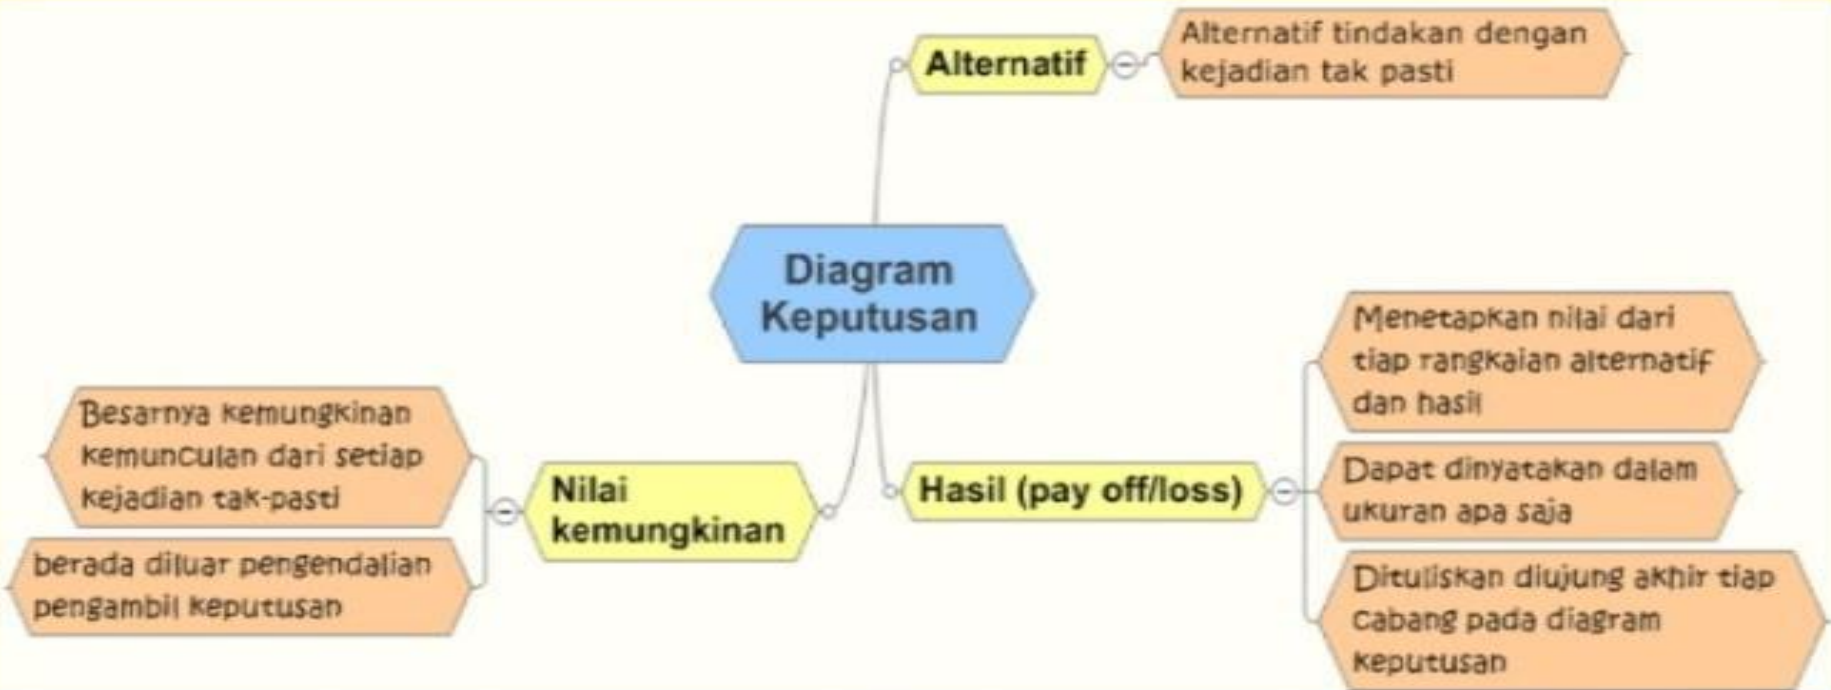 Alternatif
Alternatif tindakan dengan
kejadian tak pasti
Diagram
Keputusan
Menetapkan nilai dari
tiap rangkaian alternatif
dan hasil
Hasil (pay off/loss)
Dapat dinyatakan dalam
ukuran apa saja
Dituliskan diujung akhir tiap
cabang pada diagram
keputusan
Nilai
kemungkinan
Besarnya kemungkinan
kemunculan dari setiap
kejadian tak-pasti
berada diluar pengendalian
pengambil keputusan